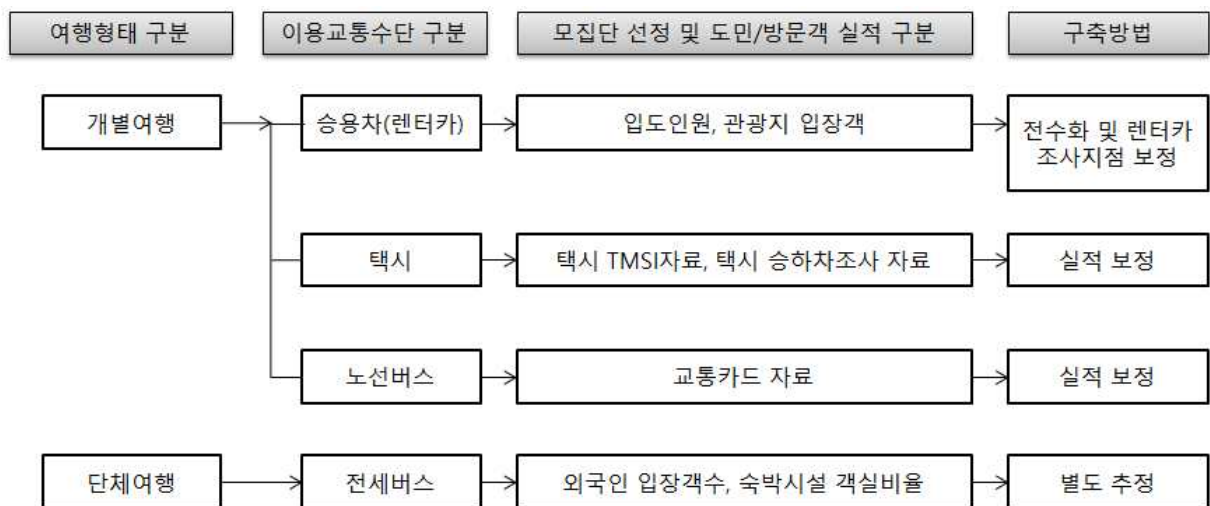 여행형태 구분
이용교통수단 구분
모집단 선정 및 도민/방문객 실적 구분
구축방법
개별여행
승용차(렌터카)
입도인원, 관광지 입장객
전수화 및 렌터카
조사지점 보정
택시
택시 TMSI자료, 택시 승하차조사 자료
실적 보정
노선버스
교통카드 자료
실적 보정
단체여행
전세버스
외국인 입장객수, 숙박시설 객실비율
별도 추정